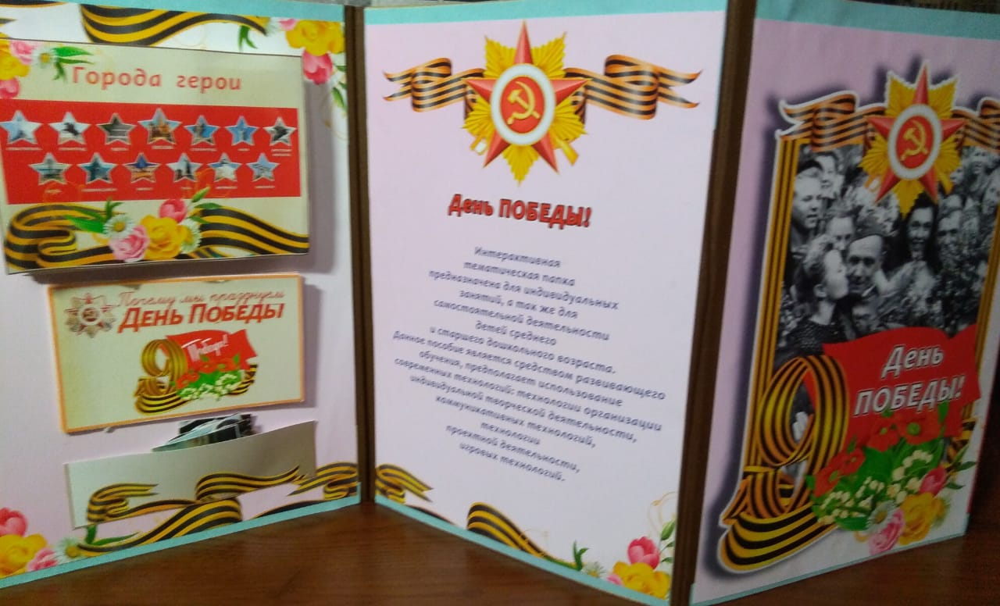 Города герои
Почему мы празднуем
ДЕНЬ ПОБЕДЫ
Победа!
День ПОБЕДЫ!
Интерактивная
тематическая папка
предназначена для индивидуальных
занятий, а так же для
самостоятельной деятельности
детей среднего
и старшего дошкольного возраста.
Данное пособие является средством развивающего
обучения, предполагает использование
современных технологий: технологии организации
индивидуальной творческой деятельности,
коммуникативных технологий,
технологии
проектной деятельности,
игровых технологий.
День
ПОБЕДЫ!